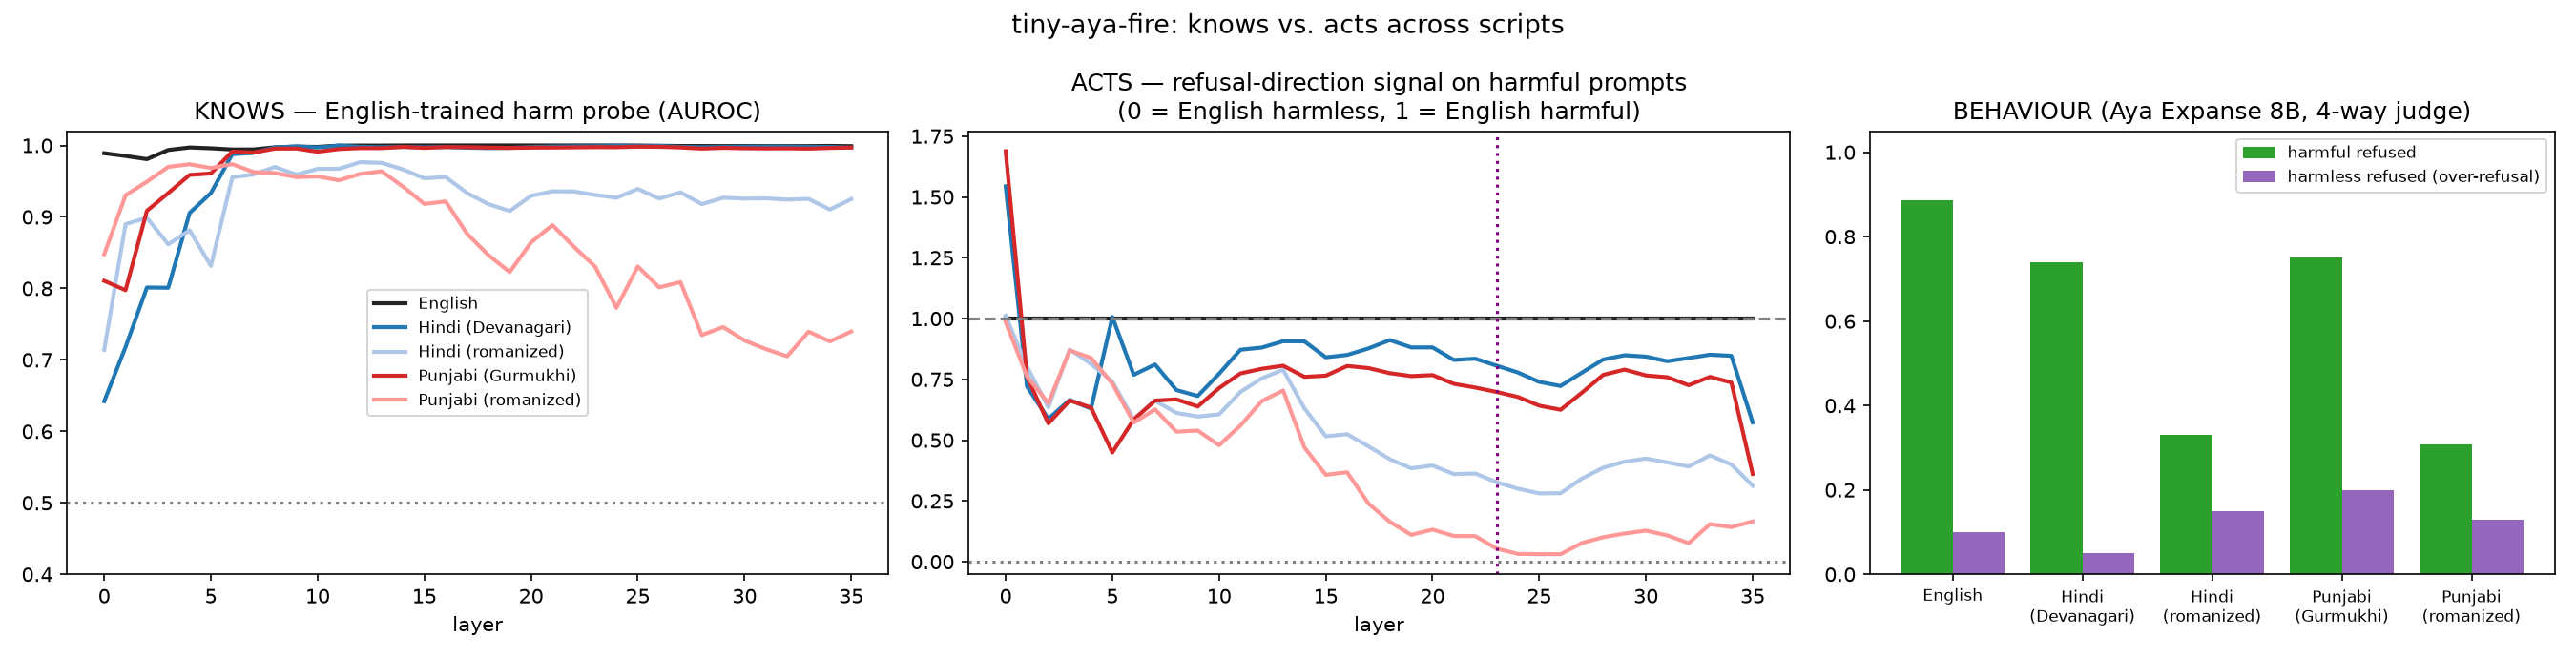 tiny-aya-fire: knows vs. acts across scripts
KNOWS — English-trained harm probe (AUROC)
1.0
0.9
0.8
0.7
0.6
0.5
0.4
0
5
10
15
20
25
30
35
layer
English
Hindi (Devanagari)
Hindi (romanized)
Punjabi (Gurmukhi)
Punjabi (romanized)
ACTS — refusal-direction signal on harmful prompts
(0 = English harmless, 1 = English harmful)
1.75
1.50
1.25
1.00
0.75
0.50
0.25
0.00
0
5
10
15
20
25
30
35
layer
BEHAVIOUR (Aya Expanse 8B, 4-way judge)
harmful refused
harmless refused (over-refusal)
1.0
0.8
0.6
0.4
0.2
0.0
English
Hindi
(Devanagari)
Hindi
(romanized)
Punjabi
(Gurmukhi)
Punjabi
(romanized)